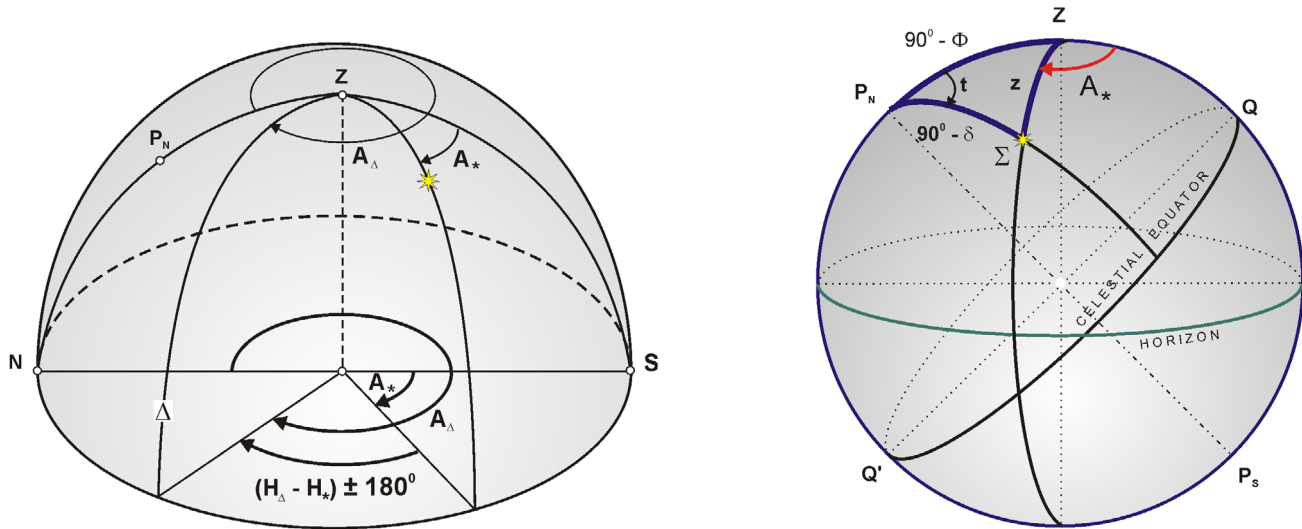 Z
P_N
A_Δ
A_*
N
S
Δ
A_*
A_Δ
(H_Δ - H_*) ± 180⁰
Z
90⁰ - Φ
P_N
t
z
A_*
Q
90⁰ - δ
Σ
CELESTIAL EQUATOR
HORIZON
Q'
P_S